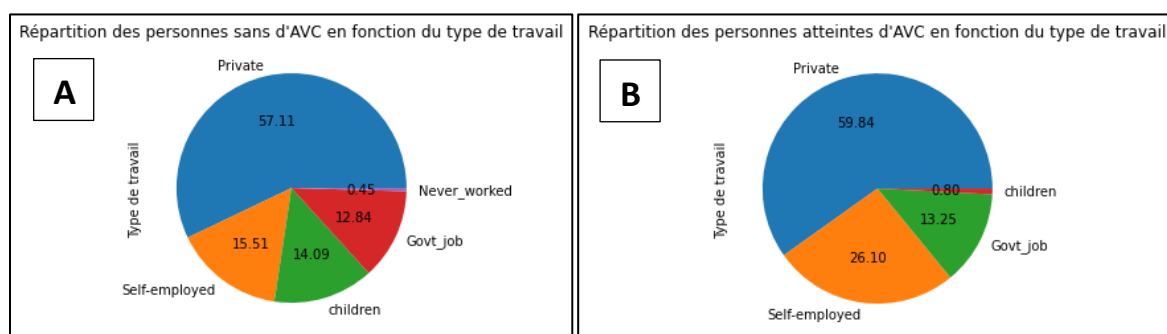 Répartition des personnes sans d'AVC en fonction du type de travail
A
Private
57.11
Type de travail
0.45
Never_worked
12.84
Govt_job
15.51
14.09
Self-employed
children
Répartition des personnes atteintes d'AVC en fonction du type de travail
B
Private
59.84
Type de travail
0.80
children
13.25
Govt_job
26.10
Self-employed